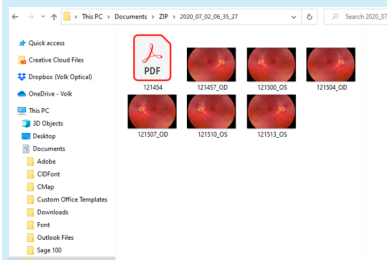 This PC > Documents > ZIP > 2020_07_02_06_35_27
Search 2020_07
Quick access
Creative Cloud Files
Dropbox (Volk Optical)
OneDrive - Volk
This PC
3D Objects
Desktop
Documents
Adobe
CIDFont
CMap
Custom Office Templates
Downloads
Font
Outlook Files
Sage 100
PDF
121454
121457_OD
121500_OS
121504_OD
121507_OD
121510_OS
121513_OS